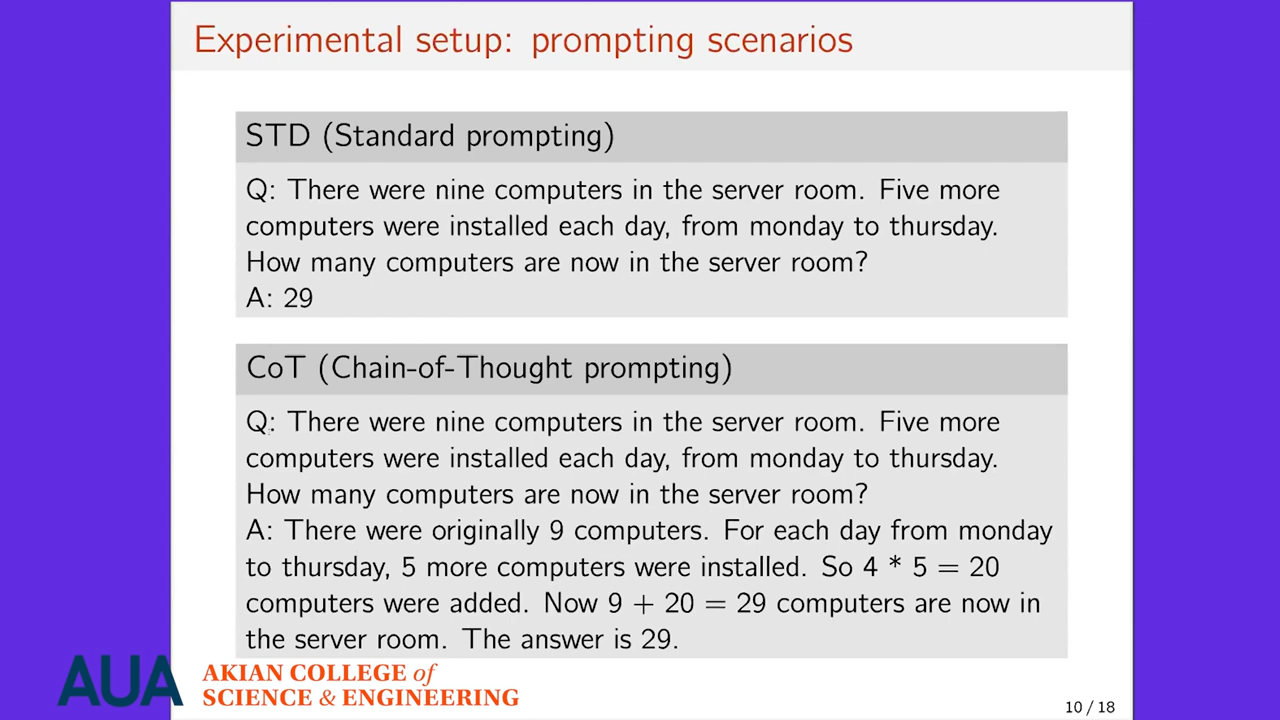 Experimental setup: prompting scenarios
STD (Standard prompting)
Q: There were nine computers in the server room. Five more
computers were installed each day, from monday to thursday.
How many computers are now in the server room?
A: 29
CoT (Chain-of-Thought prompting)
Q: There were nine computers in the server room. Five more
computers were installed each day, from monday to thursday.
How many computers are now in the server room?
A: There were originally 9 computers. For each day from monday
to thursday, 5 more computers were installed. So 4 * 5 = 20
computers were added. Now 9 + 20 = 29 computers are now in
the server room. The answer is 29.
AUA
AKIAN COLLEGE of
SCIENCE & ENGINEERING
10 / 18